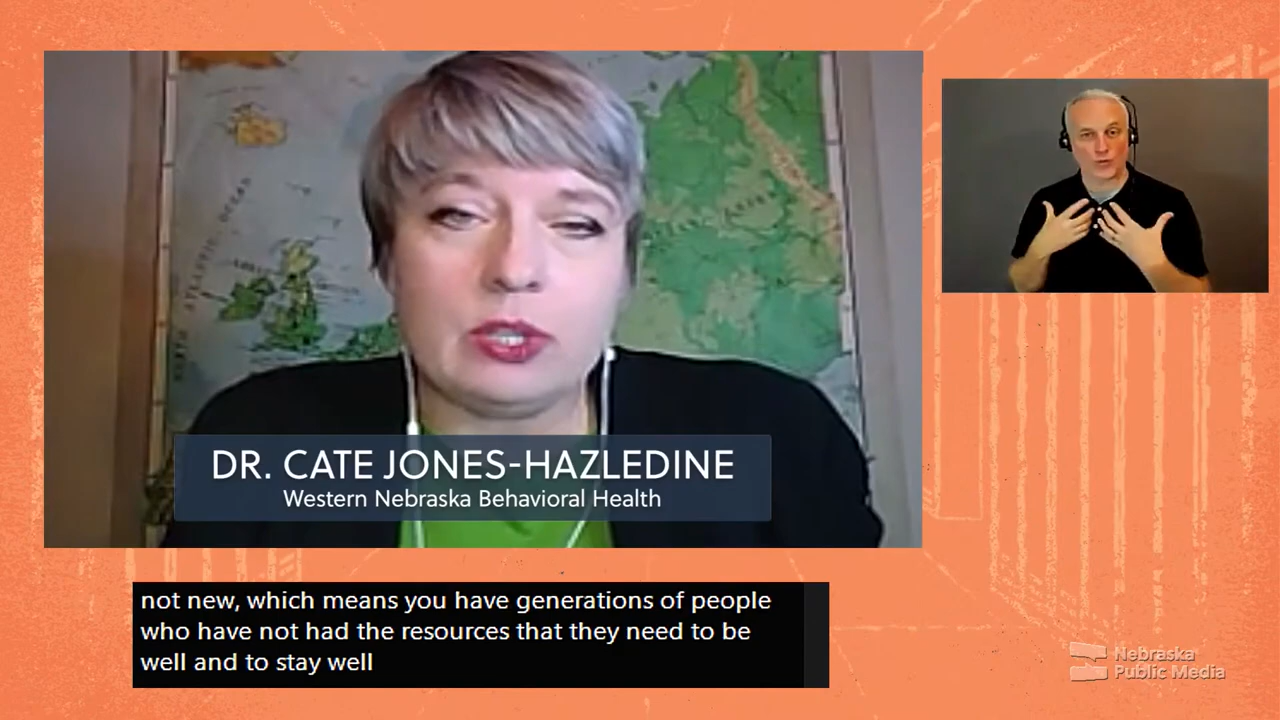 DR. CATE JONES-HAZLEDINE
Western Nebraska Behavioral Health
not new, which means you have generations of people
who have not had the resources that they need to be
well and to stay well
Nebraska
Public Media